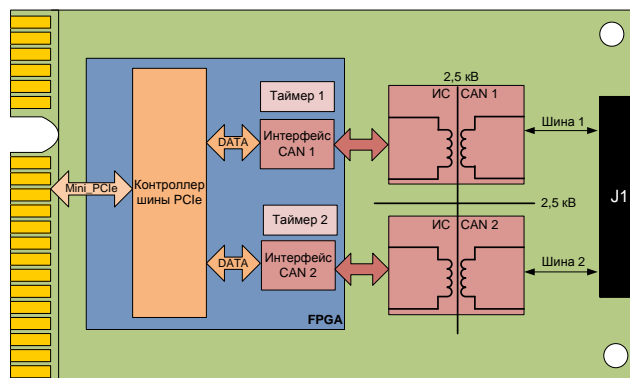 2,5 кВ
Таймер 1
ИС CAN 1
Шина 1
DATA
Интерфейс
CAN 1
Mini_PCIe
Контроллер
шины PCIe
2,5 кВ
J1
Таймер 2
ИС CAN 2
DATA
Интерфейс
CAN 2
Шина 2
FPGA